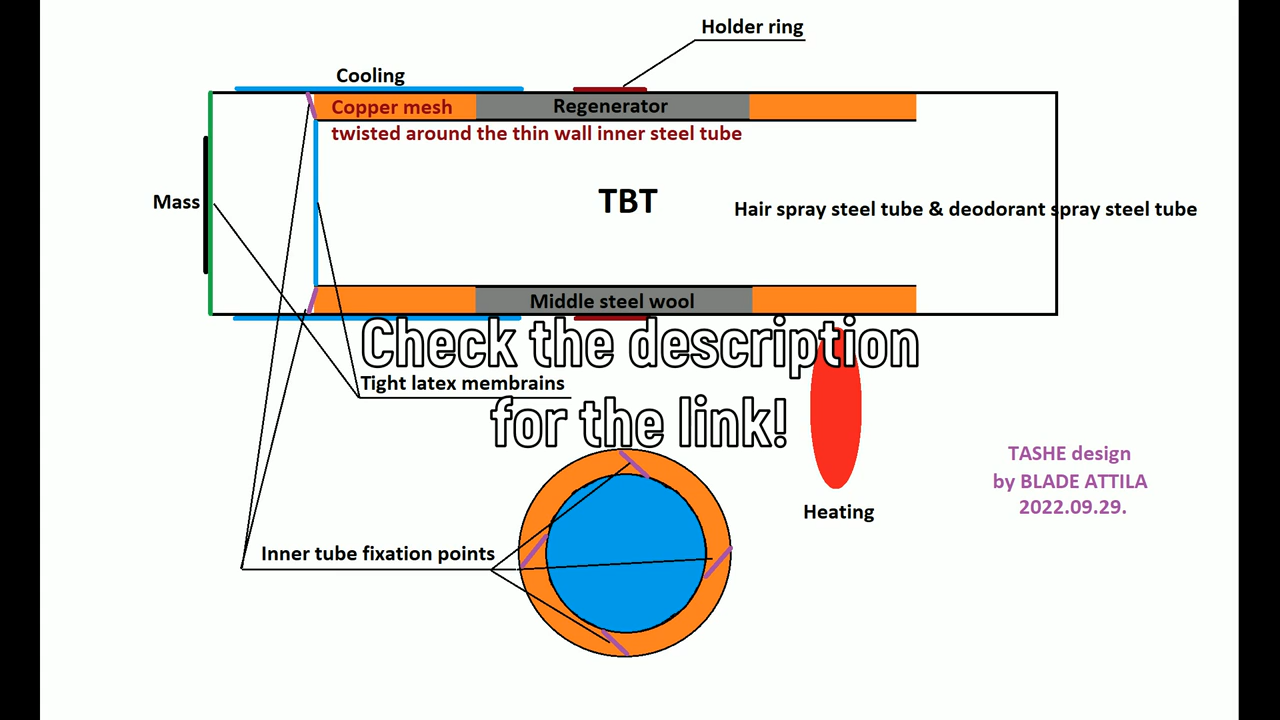 Holder ring
Cooling
Copper mesh
Regenerator
twisted around the thin wall inner steel tube
Mass
TBT
Hair spray steel tube & deodorant spray steel tube
Middle steel wool
Check the description
for the link!
Tight latex membrains
TASHE design
by BLADE ATTILA
2022.09.29.
Heating
Inner tube fixation points